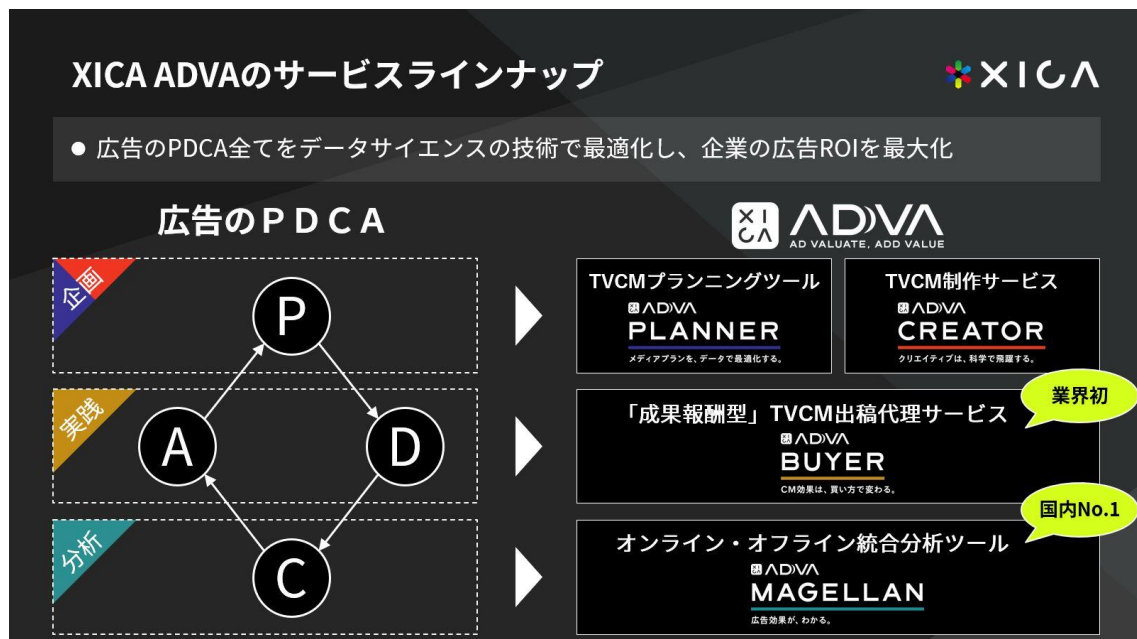 XICA ADVAのサービスラインナップ
XICA
● 広告のPDCA全てをデータサイエンスの技術で最適化し、企業の広告ROIを最大化
広告のPDCA
XICA ADVA
AD VALUATE, ADD VALUE
企画
P
TVCMプランニングツール
XICA ADVA
PLANNER
メディアプランを、データで最適化する。
TVCM制作サービス
XICA ADVA
CREATOR
クリエイティブは、科学で飛躍する。
実践
A
D
業界初
「成果報酬型」TVCM出稿代理サービス
XICA ADVA
BUYER
CM効果は、買い方で変わる。
分析
C
国内No.1
オンライン・オフライン統合分析ツール
XICA ADVA
MAGELLAN
広告効果が、わかる。